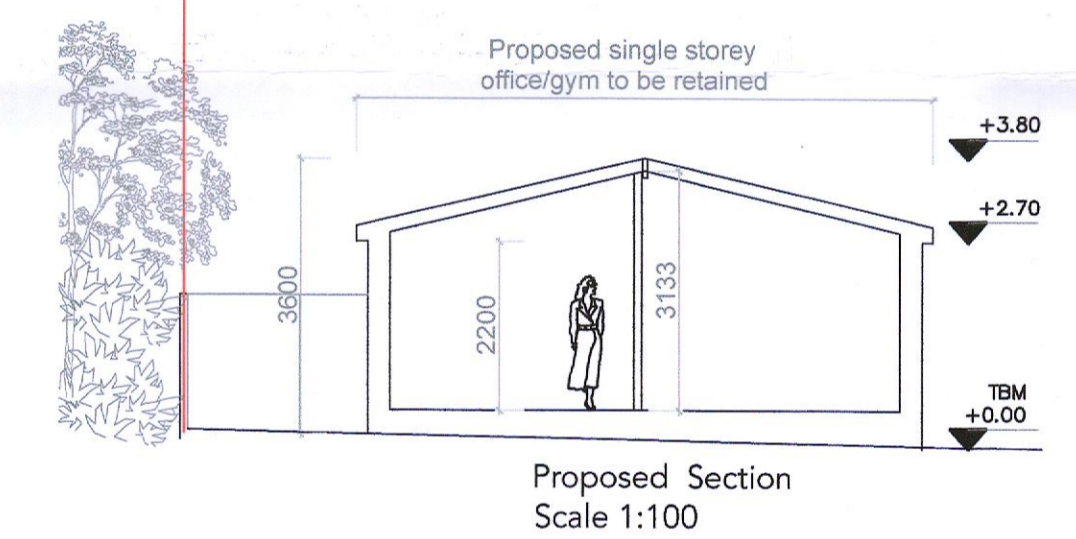 Proposed single storey
office/gym to be retained
+3.80
+2.70
3600
2200
3133
TBM
+0.00
Proposed Section
Scale 1:100